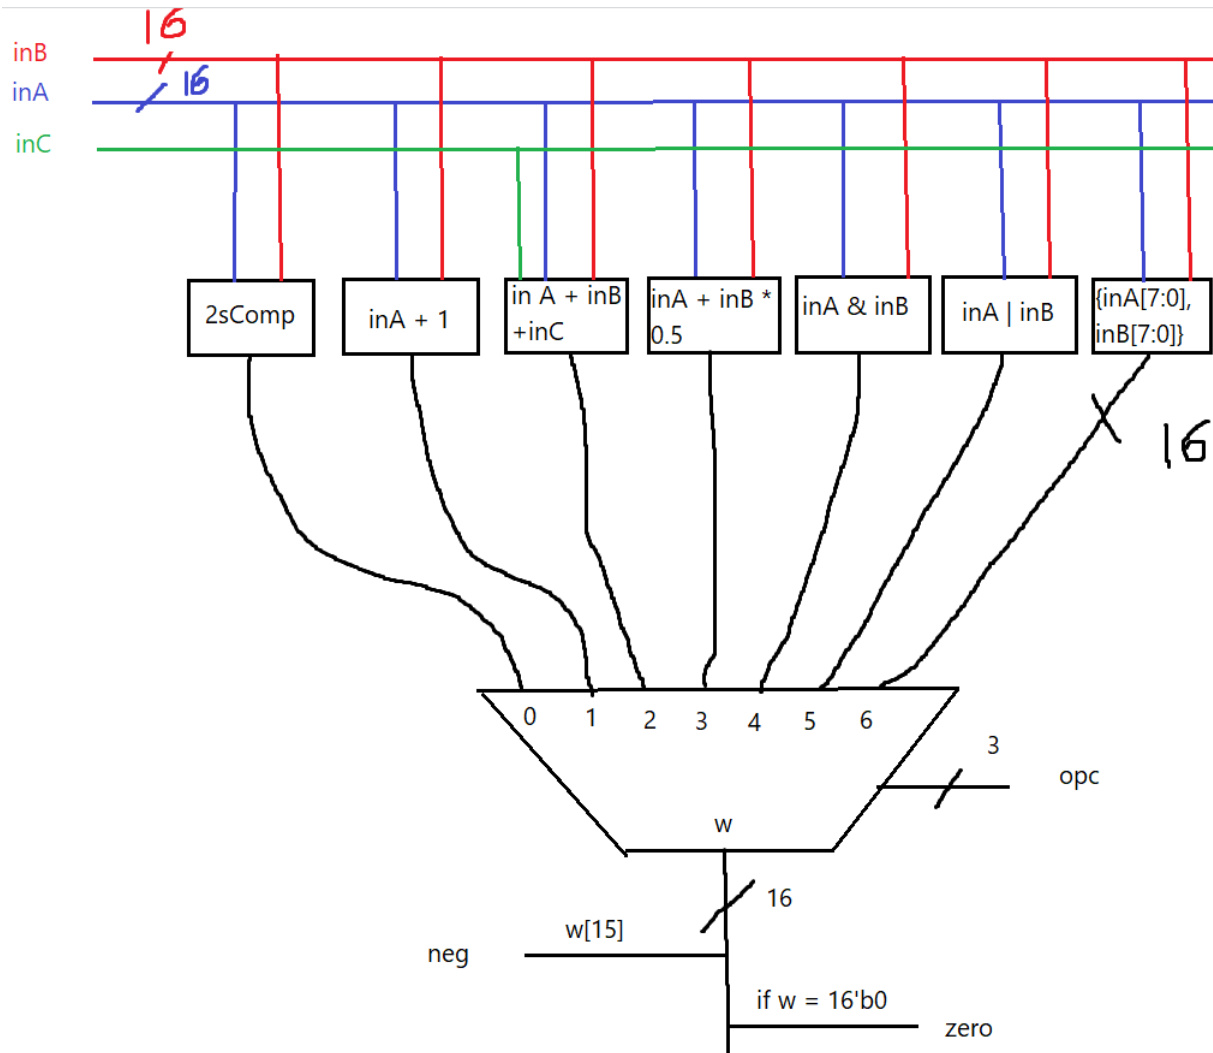 16
inB
16
inA
inC
2sComp
inA + 1
in A + inB
+inC
inA + inB *
0.5
inA & inB
inA | inB
{inA[7:0],
inB[7:0]}
16
0 1 2 3 4 5 6
3
opc
w
16
w[15]
neg
if w = 16'b0
zero